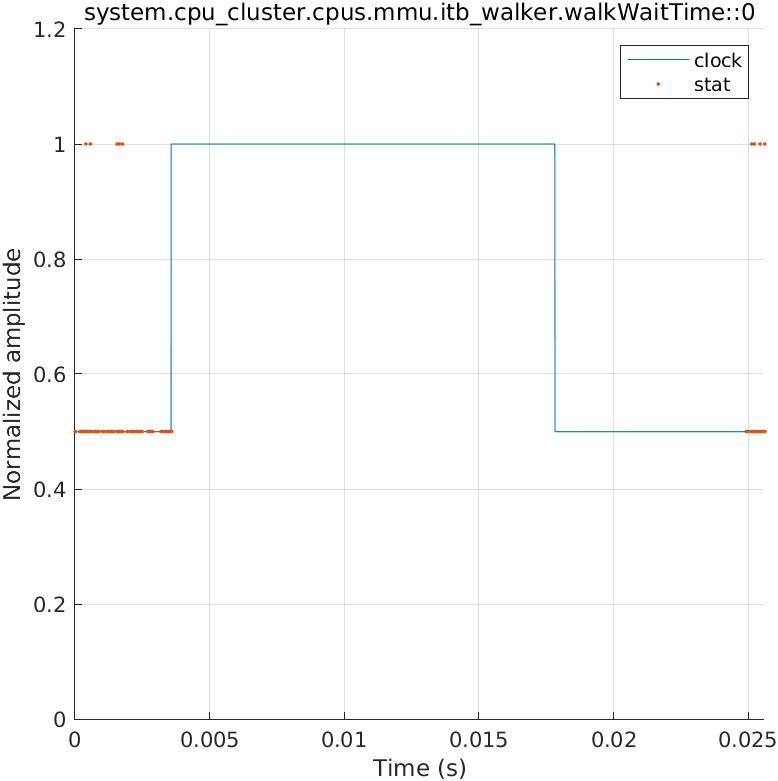 system.cpu_cluster.cpus.mmu.itb_walker.walkWaitTime::0
clock
stat
Normalized amplitude
1.2
1
0.8
0.6
0.4
0.2
0
0 0.005 0.01 0.015 0.02 0.025
Time (s)